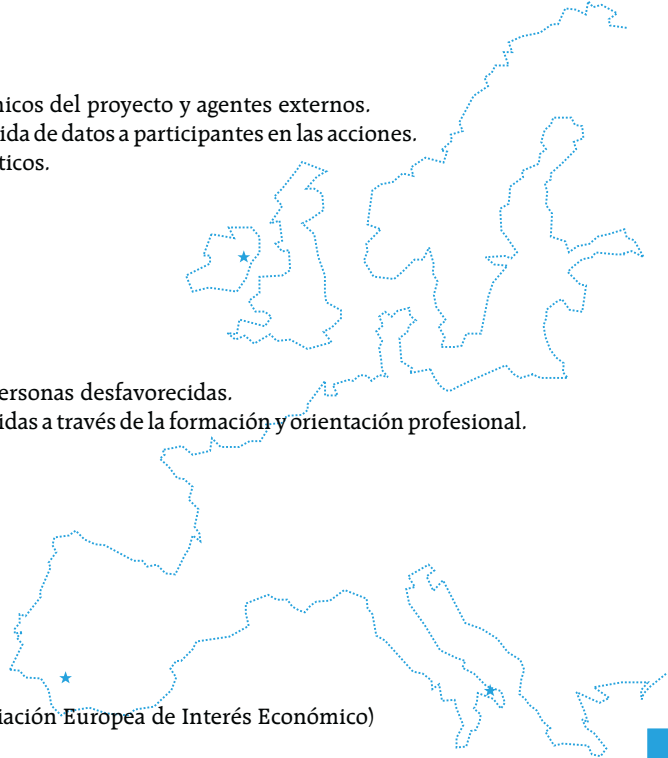 nicos del proyecto y agentes externos.
ida de datos a participantes en las acciones.
ticos.
ersonas desfavorecidas.
idas a través de la formación y orientación profesional.
iación Europea de Interés Económico)